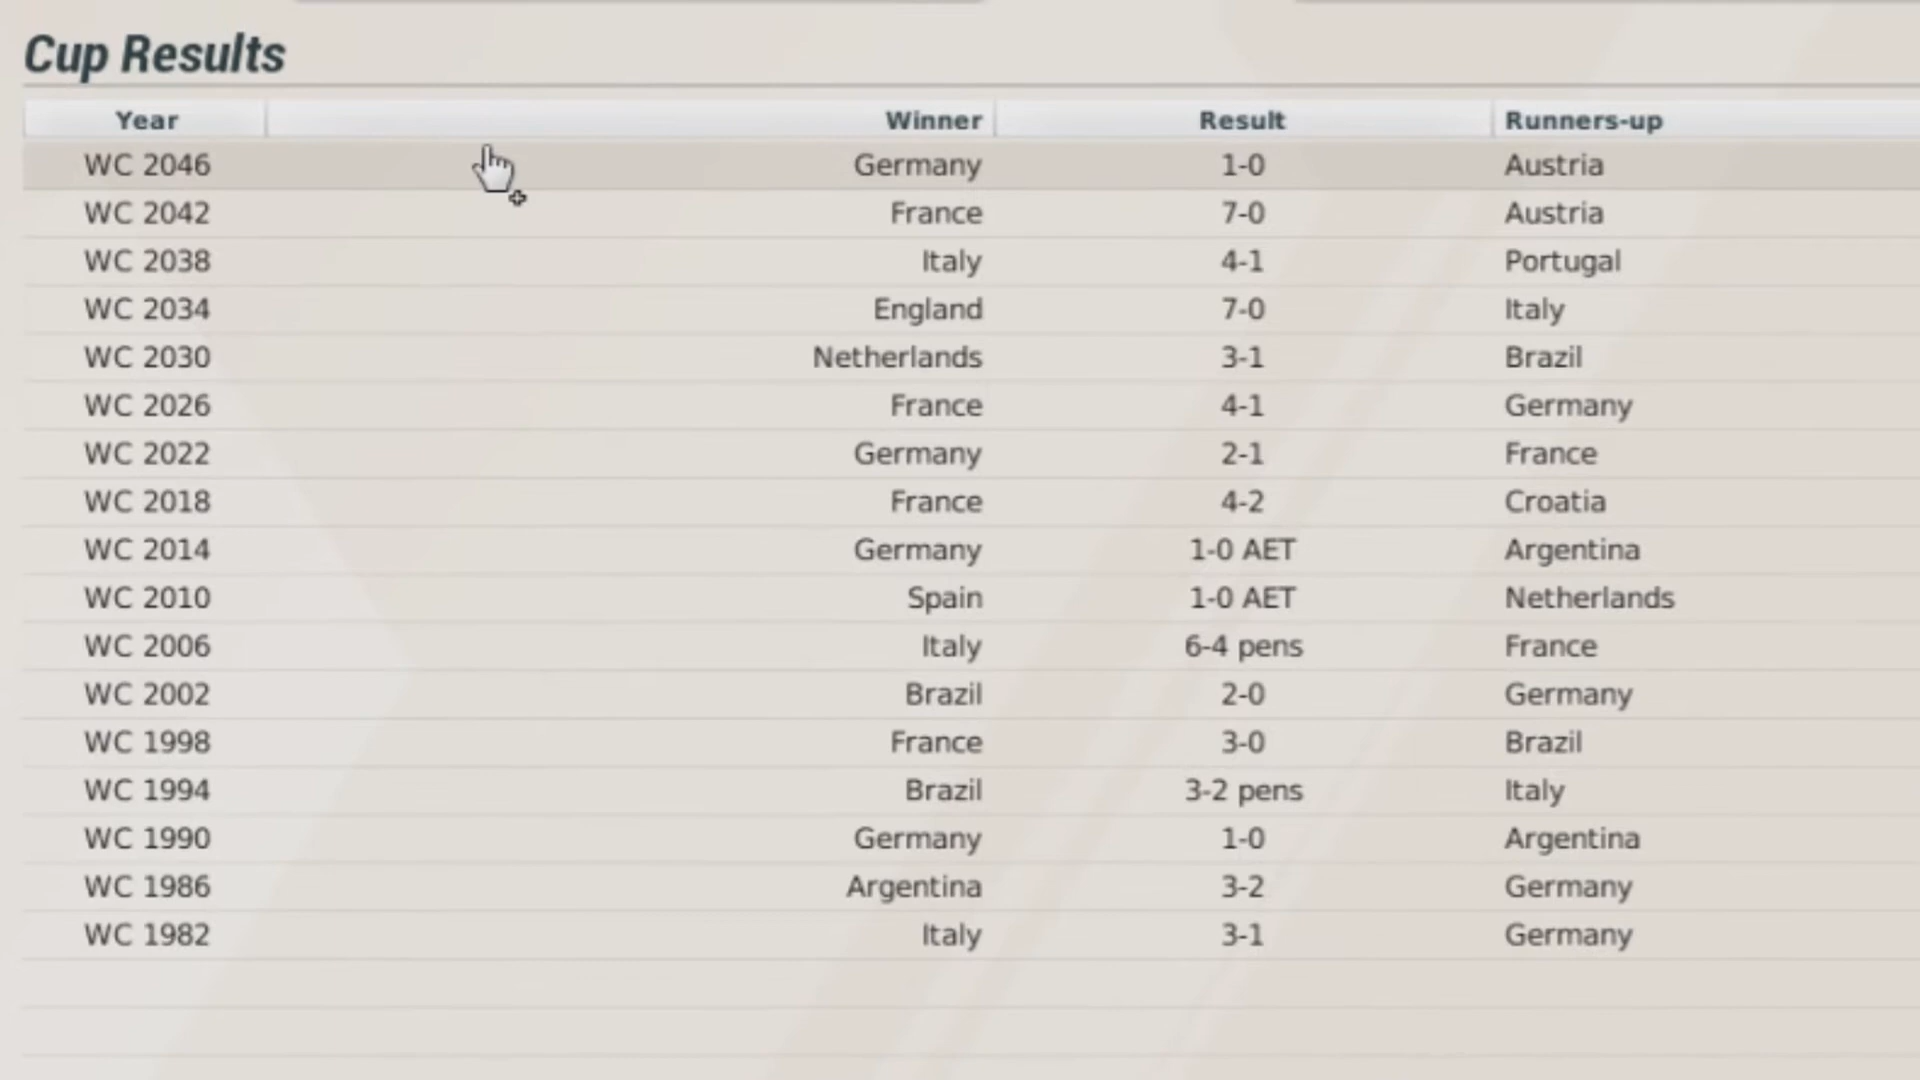 Cup Results
Year Winner Result Runners-up
WC 2046 Germany 1-0 Austria
WC 2042 France 7-0 Austria
WC 2038 Italy 4-1 Portugal
WC 2034 England 7-0 Italy
WC 2030 Netherlands 3-1 Brazil
WC 2026 France 4-1 Germany
WC 2022 Germany 2-1 France
WC 2018 France 4-2 Croatia
WC 2014 Germany 1-0 AET Argentina
WC 2010 Spain 1-0 AET Netherlands
WC 2006 Italy 6-4 pens France
WC 2002 Brazil 2-0 Germany
WC 1998 France 3-0 Brazil
WC 1994 Brazil 3-2 pens Italy
WC 1990 Germany 1-0 Argentina
WC 1986 Argentina 3-2 Germany
WC 1982 Italy 3-1 Germany